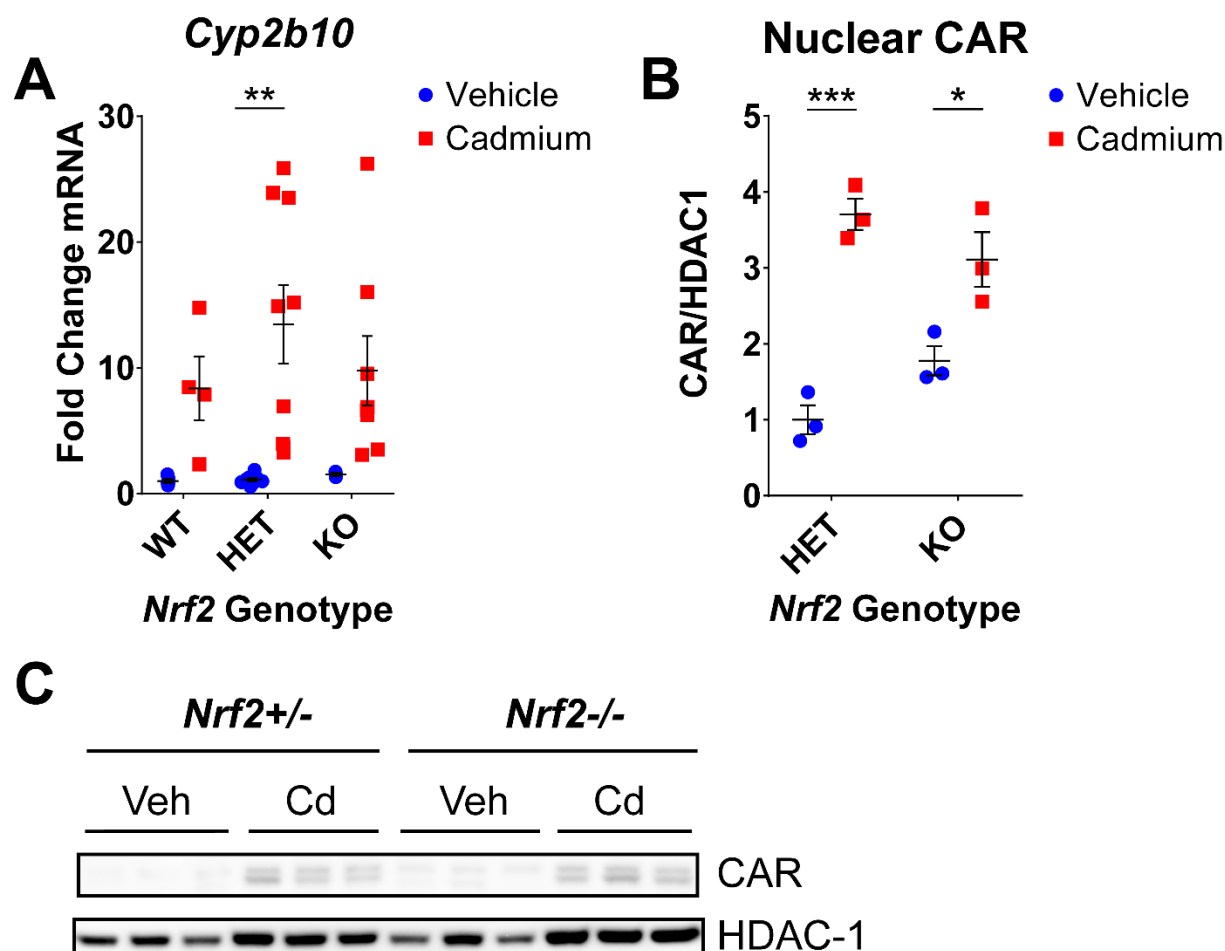 A
Cyp2b10
**
Vehicle
Cadmium
Fold Change mRNA
30
20
10
0
WT
HET
KO
Nrf2 Genotype
B
Nuclear CAR
***
*
Vehicle
Cadmium
CAR/HDAC1
5
4
3
2
1
0
HET
KO
Nrf2 Genotype
C
Nrf2+/- Nrf2-/-
Veh Cd Veh Cd
CAR
HDAC-1